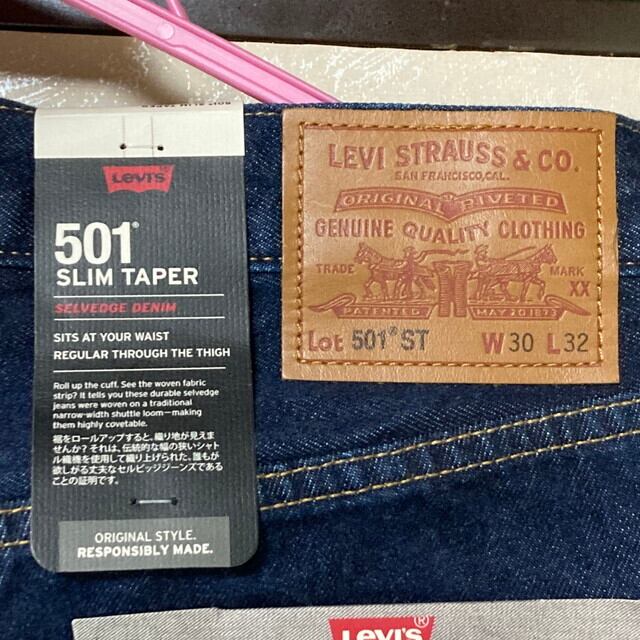 Levi's
501®
SLIM TAPER
SELVEDGE DENIM
SITS AT YOUR WAIST
REGULAR THROUGH THE THIGH
Roll up the cuff. See the woven fabric
strip? It tells you these durable selvedge
jeans were woven on a traditional
narrow-width shuttle loom—making
them highly covetable.
裾をロールアップすると、織り地が見えま
せんか? それは、伝統的な幅の狭いシャト
ル織機を使用して織り上げられた、誰もが
欲しがる丈夫なセルビッジジーンズであるこ
との証明です。
ORIGINAL STYLE.
RESPONSIBLY MADE.
LEVI STRAUSS & CO.
SAN FRANCISCO, CAL.
ORIGINAL RIVETED
GENUINE QUALITY CLOTHING
TRADE MARK
XX
PATENTED MAY 20 1873
Lot 501® ST W 30 L 32
Levi's®